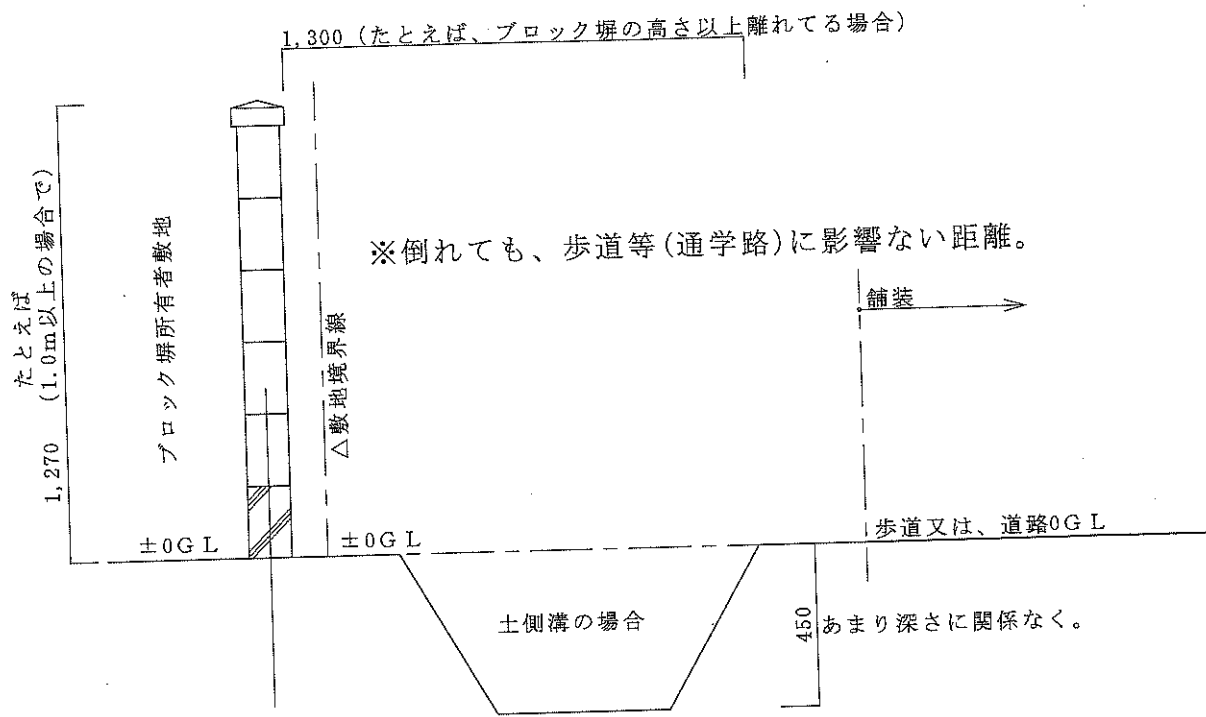 1,300 (たとえば、ブロック塀の高さ以上離れてる場合)
たとえば
1,270 (1.0m以上の場合で)
ブロック塀所有者敷地
△敷地境界線
※倒れても、歩道等(通学路)に影響ない距離。
舗装
±0GL
±0GL
歩道又は、道路0GL
土側溝の場合
450
あまり深さに関係なく。